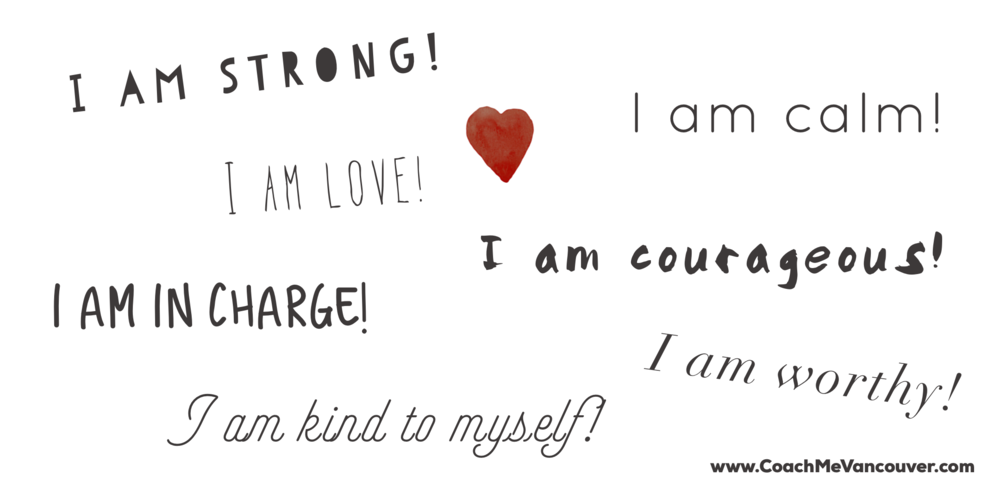 I AM STRONG!
I am calm!
I AM LOVE!
I am courageous!
I AM IN CHARGE!
I am worthy!
I am kind to myself!
www.CoachMeVancouver.com